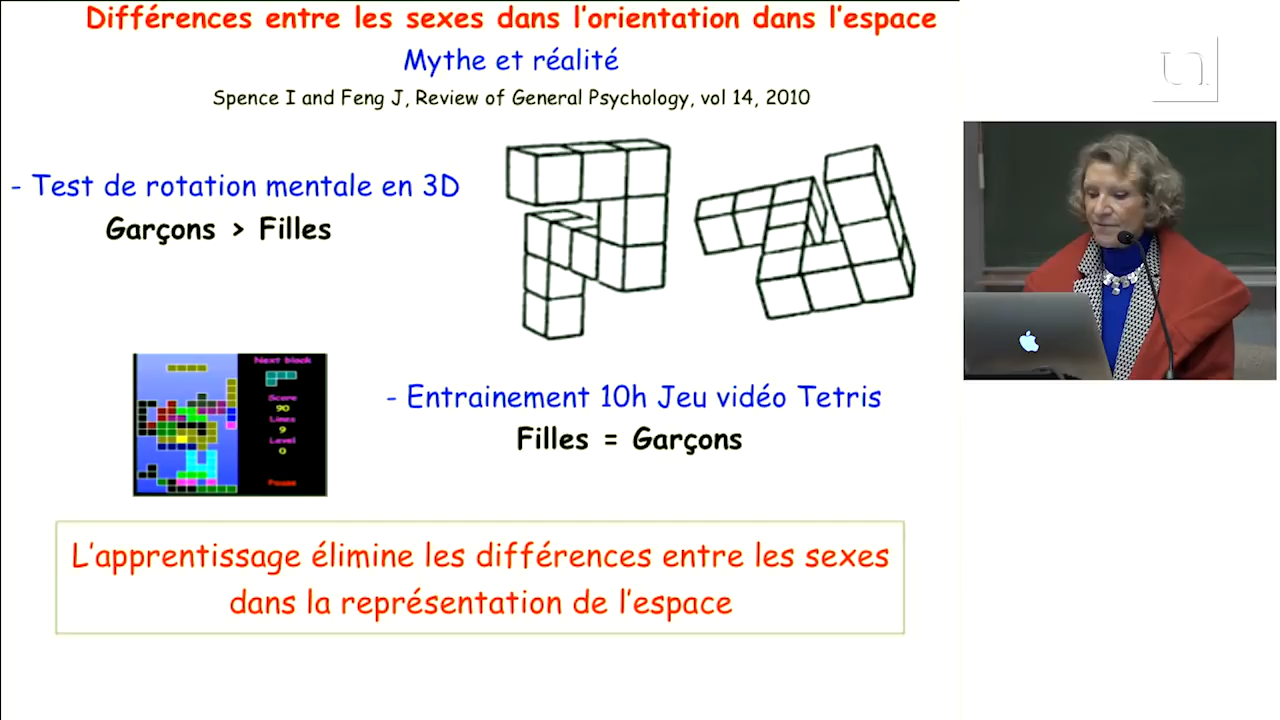 Différences entre les sexes dans l'orientation dans l'espace
Mythe et réalité
Spence I and Feng J, Review of General Psychology, vol 14, 2010
- Test de rotation mentale en 3D
Garçons > Filles
Next block
Score
90
Lines
9
Level
0
Pause
- Entrainement 10h Jeu vidéo Tetris
Filles = Garçons
L'apprentissage élimine les différences entre les sexes
dans la représentation de l'espace